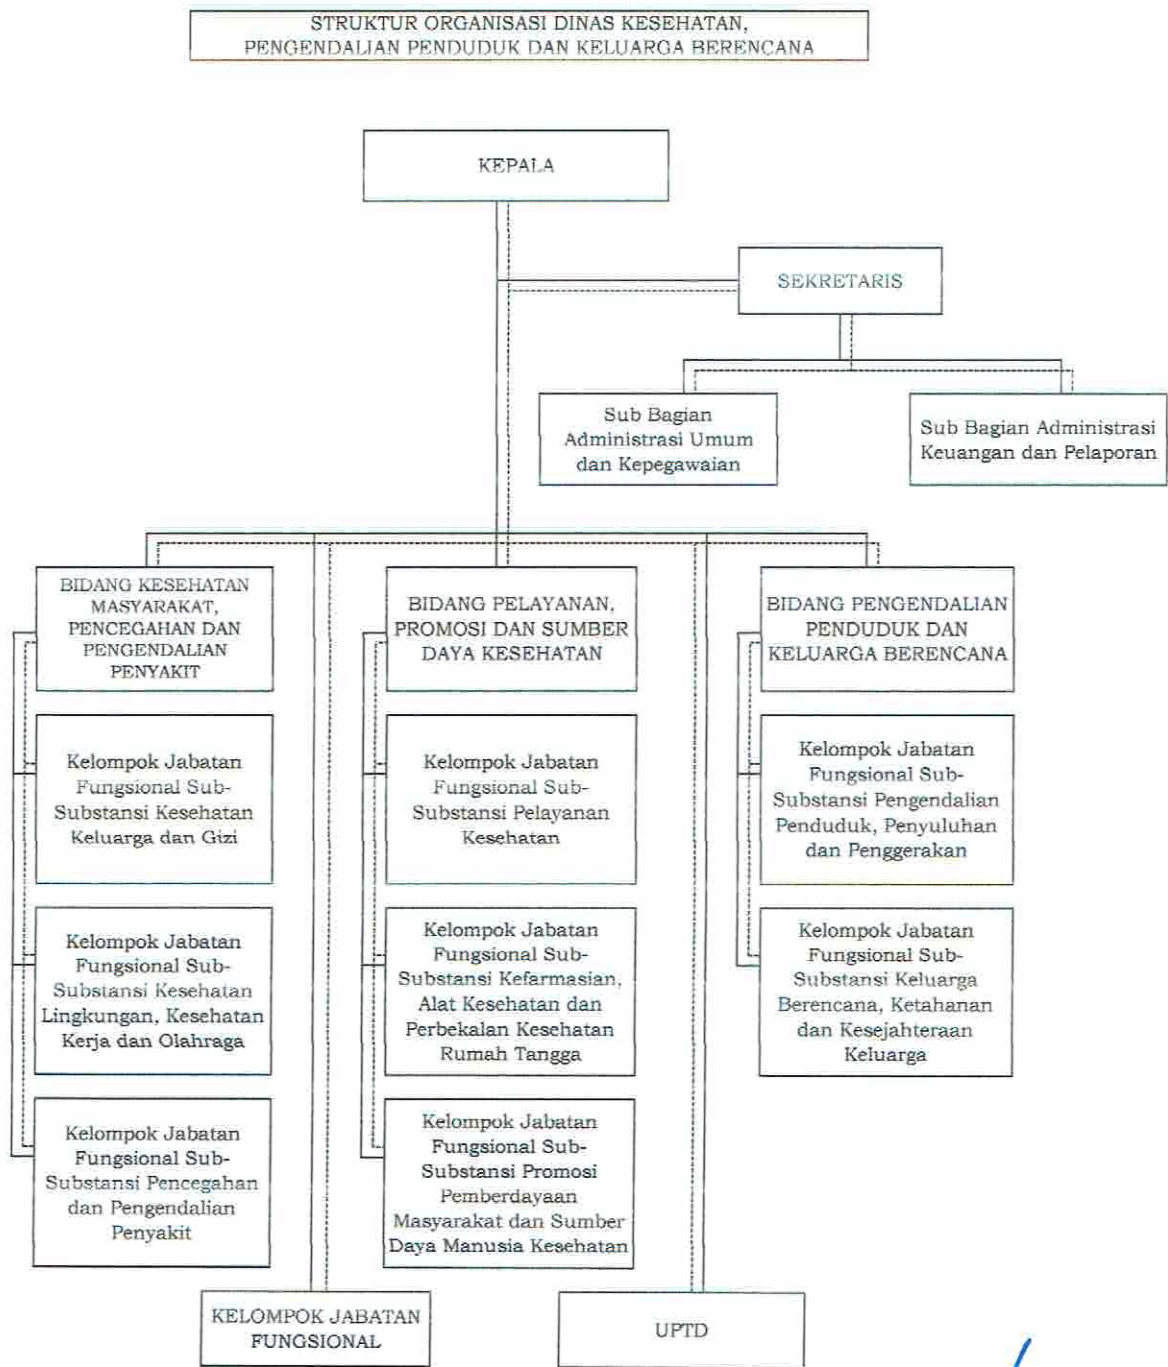 STRUKTUR ORGANISASI DINAS KESEHATAN,
PENGENDALIAN PENDUDUK DAN KELUARGA BERENCANA
KEPALA
SEKRETARIS
Sub Bagian
Administrasi Umum
dan Kepegawaian
Sub Bagian Administrasi
Keuangan dan Pelaporan
BIDANG KESEHATAN
MASYARAKAT,
PENCEGAHAN DAN
PENGENDALIAN
PENYAKIT
BIDANG PELAYANAN,
PROMOSI DAN SUMBER
DAYA KESEHATAN
BIDANG PENGENDALIAN
PENDUDUK DAN
KELUARGA BERENCANA
Kelompok Jabatan
Fungsional Sub-
Substansi Kesehatan
Keluarga dan Gizi
Kelompok Jabatan
Fungsional Sub-
Substansi Pelayanan
Kesehatan
Kelompok Jabatan
Fungsional Sub-
Substansi Pengendalian
Penduduk, Penyuluhan
dan Penggerakan
Kelompok Jabatan
Fungsional Sub-
Substansi Kesehatan
Lingkungan, Kesehatan
Kerja dan Olahraga
Kelompok Jabatan
Fungsional Sub-
Substansi Kefarmasian,
Alat Kesehatan dan
Perbekalan Kesehatan
Rumah Tangga
Kelompok Jabatan
Fungsional Sub-
Substansi Keluarga
Berencana, Ketahanan
dan Kesejahteraan
Keluarga
Kelompok Jabatan
Fungsional Sub-
Substansi Pencegahan
dan Pengendalian
Penyakit
Kelompok Jabatan
Fungsional Sub-
Substansi Promosi
Pemberdayaan
Masyarakat dan Sumber
Daya Manusia Kesehatan
KELOMPOK JABATAN
FUNGSIONAL
UPTD